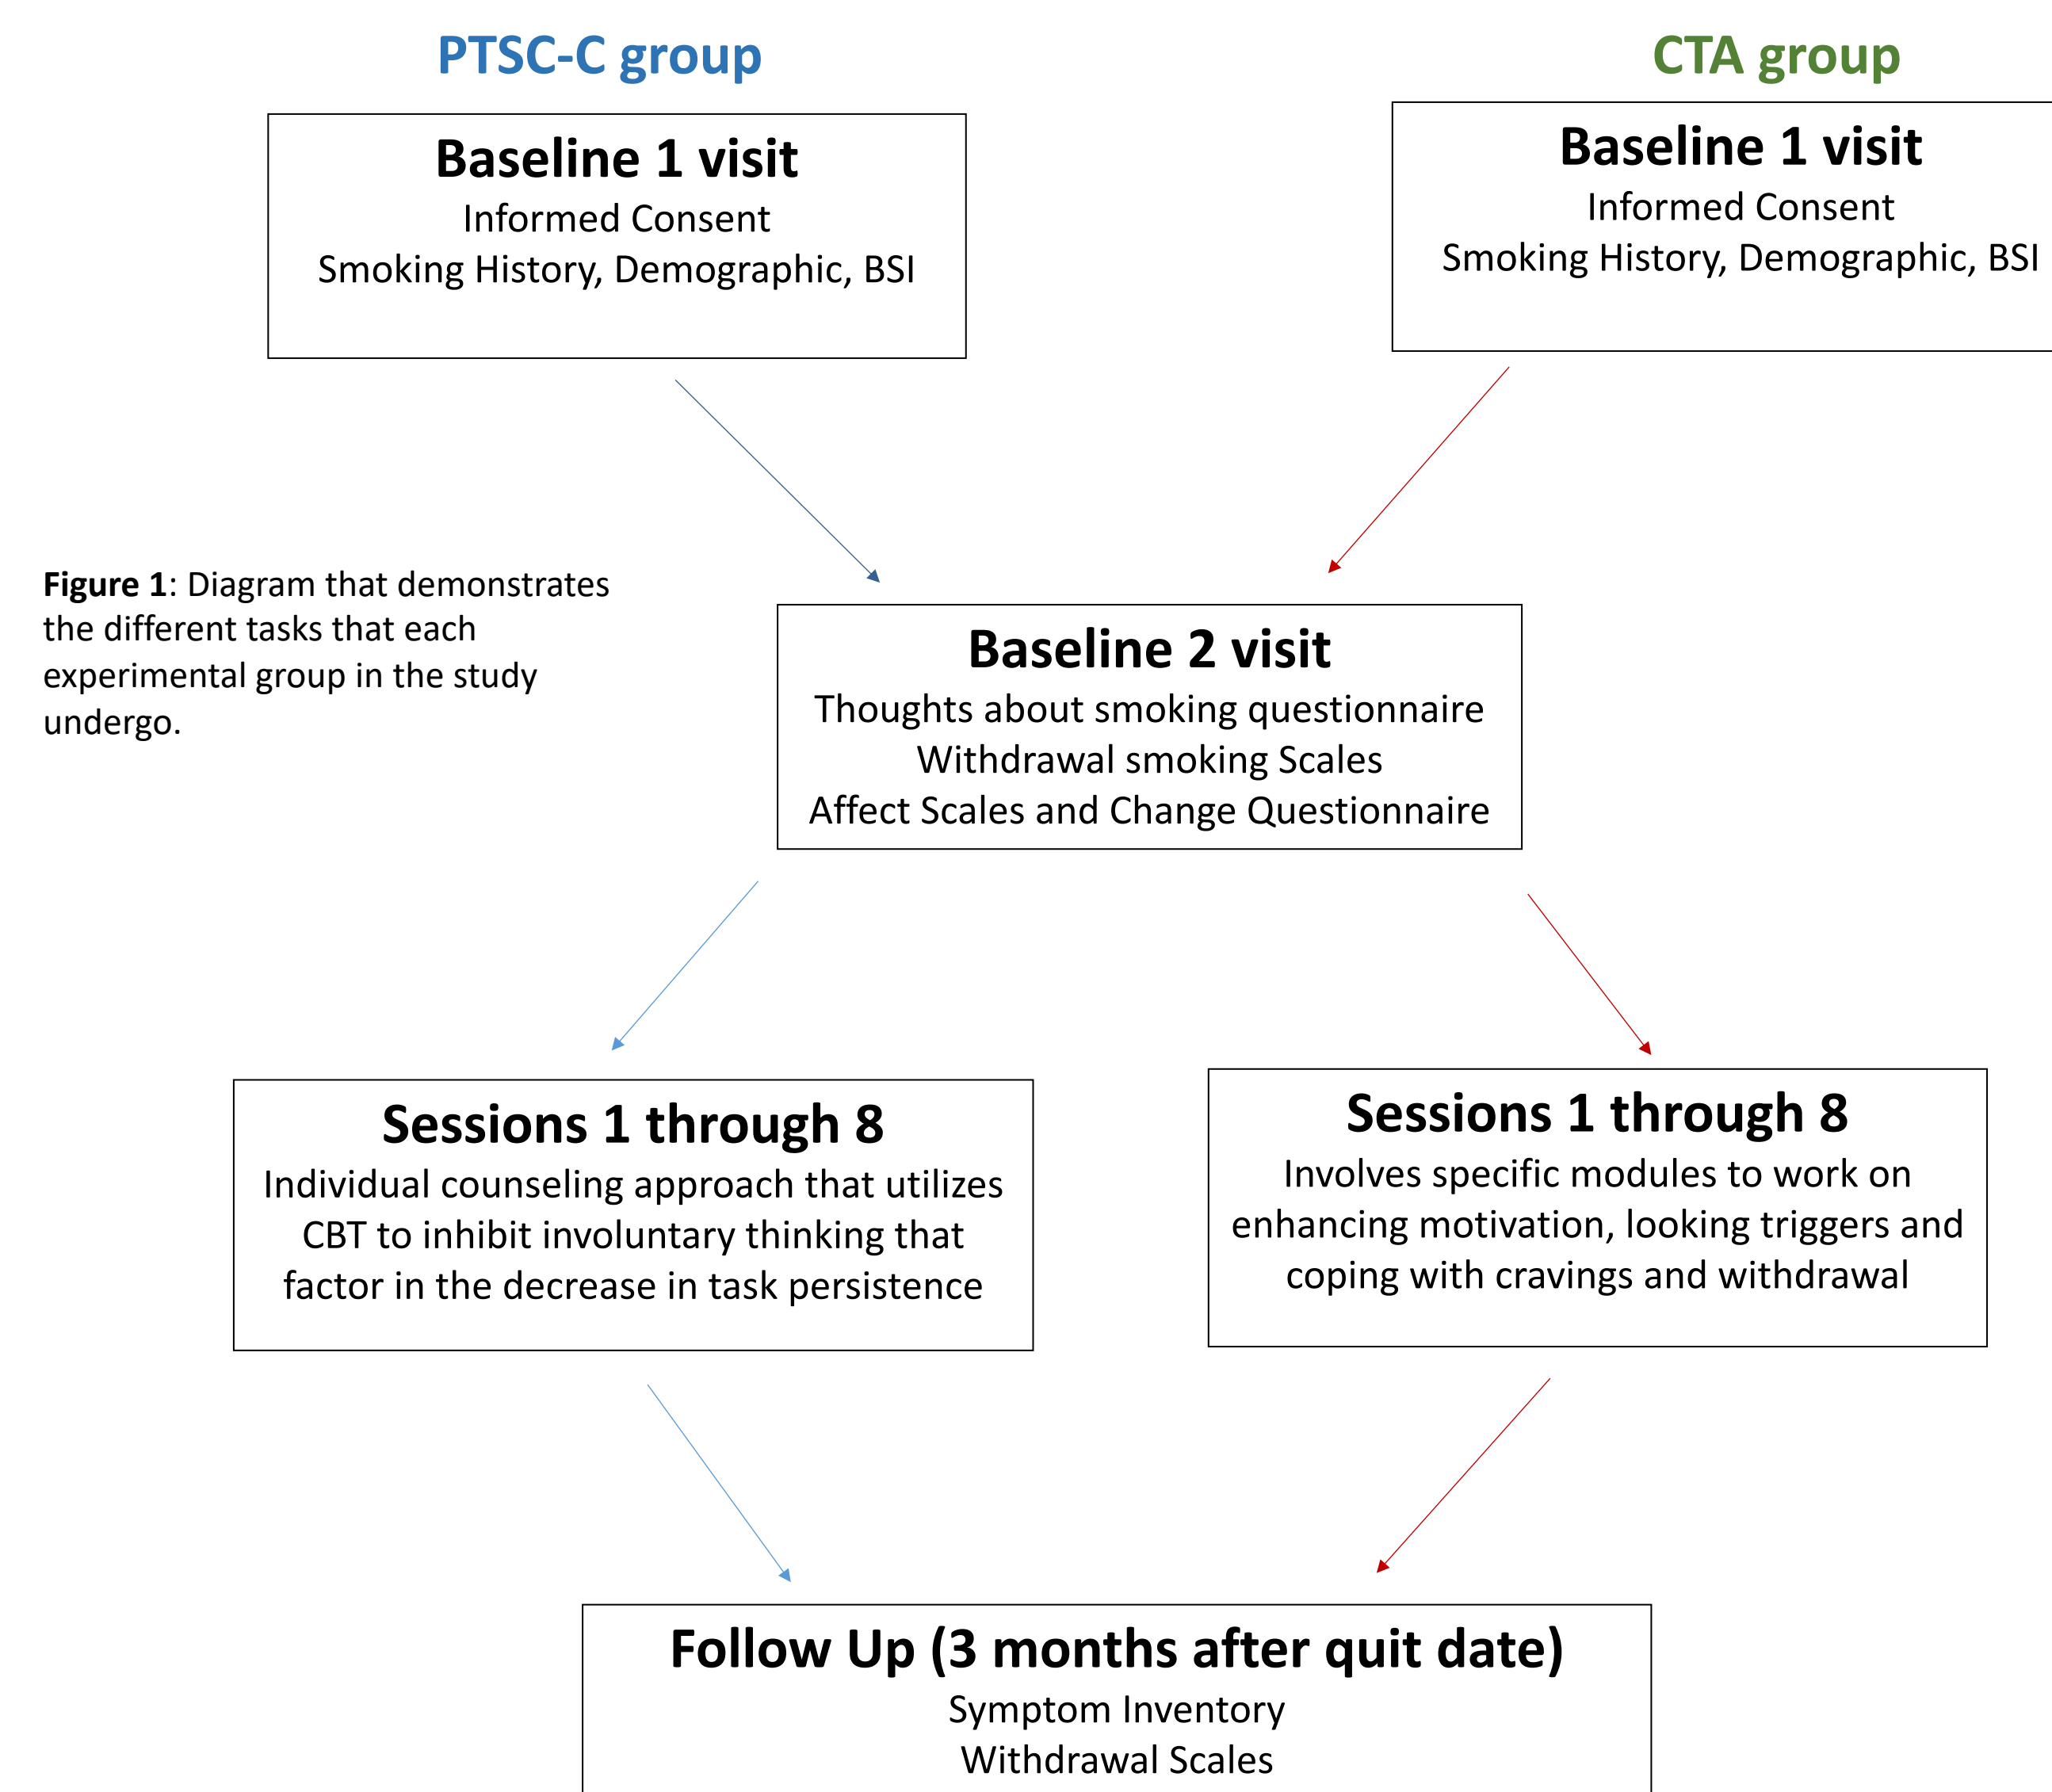 PTSC-C group
CTA group
Baseline 1 visit
Informed Consent
Smoking History, Demographic, BSI
Baseline 1 visit
Informed Consent
Smoking History, Demographic, BSI
Figure 1: Diagram that demonstrates
the different tasks that each
experimental group in the study
undergo.
Baseline 2 visit
Thoughts about smoking questionnaire
Withdrawal smoking Scales
Affect Scales and Change Questionnaire
Sessions 1 through 8
Individual counseling approach that utilizes
CBT to inhibit involuntary thinking that
factor in the decrease in task persistence
Sessions 1 through 8
Involves specific modules to work on
enhancing motivation, looking triggers and
coping with cravings and withdrawal
Follow Up (3 months after quit date)
Symptom Inventory
Withdrawal Scales